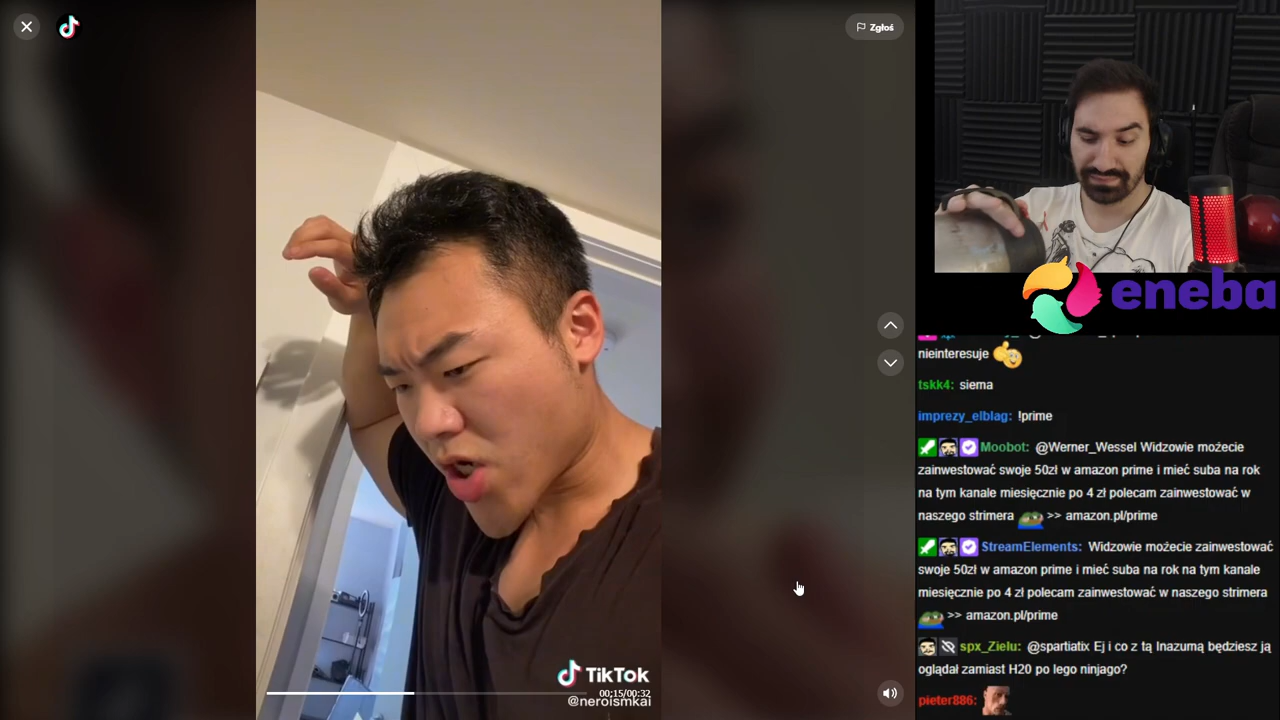 Zgłoś
eneba
nieinteresuje
tskk4: siema
imprezy_elblag: !prime
Moobot: @Werner_Wessel Widzowie możecie
zainwestować swoje 50zł w amazon prime i mieć suba na rok
na tym kanale miesięcznie po 4 zł polecam zainwestować w
naszego strimera >> amazon.pl/prime
StreamElements: Widzowie możecie zainwestować
swoje 50zł w amazon prime i mieć suba na rok na tym kanale
miesięcznie po 4 zł polecam zainwestować w naszego strimera
>> amazon.pl/prime
spx_Zielu: @spartiatix Ej i co z tą Inazumą będziesz ją
oglądał zamiast H20 po lego ninjago?
pieter886:
TikTok
00:15/00:32
@neroismkai